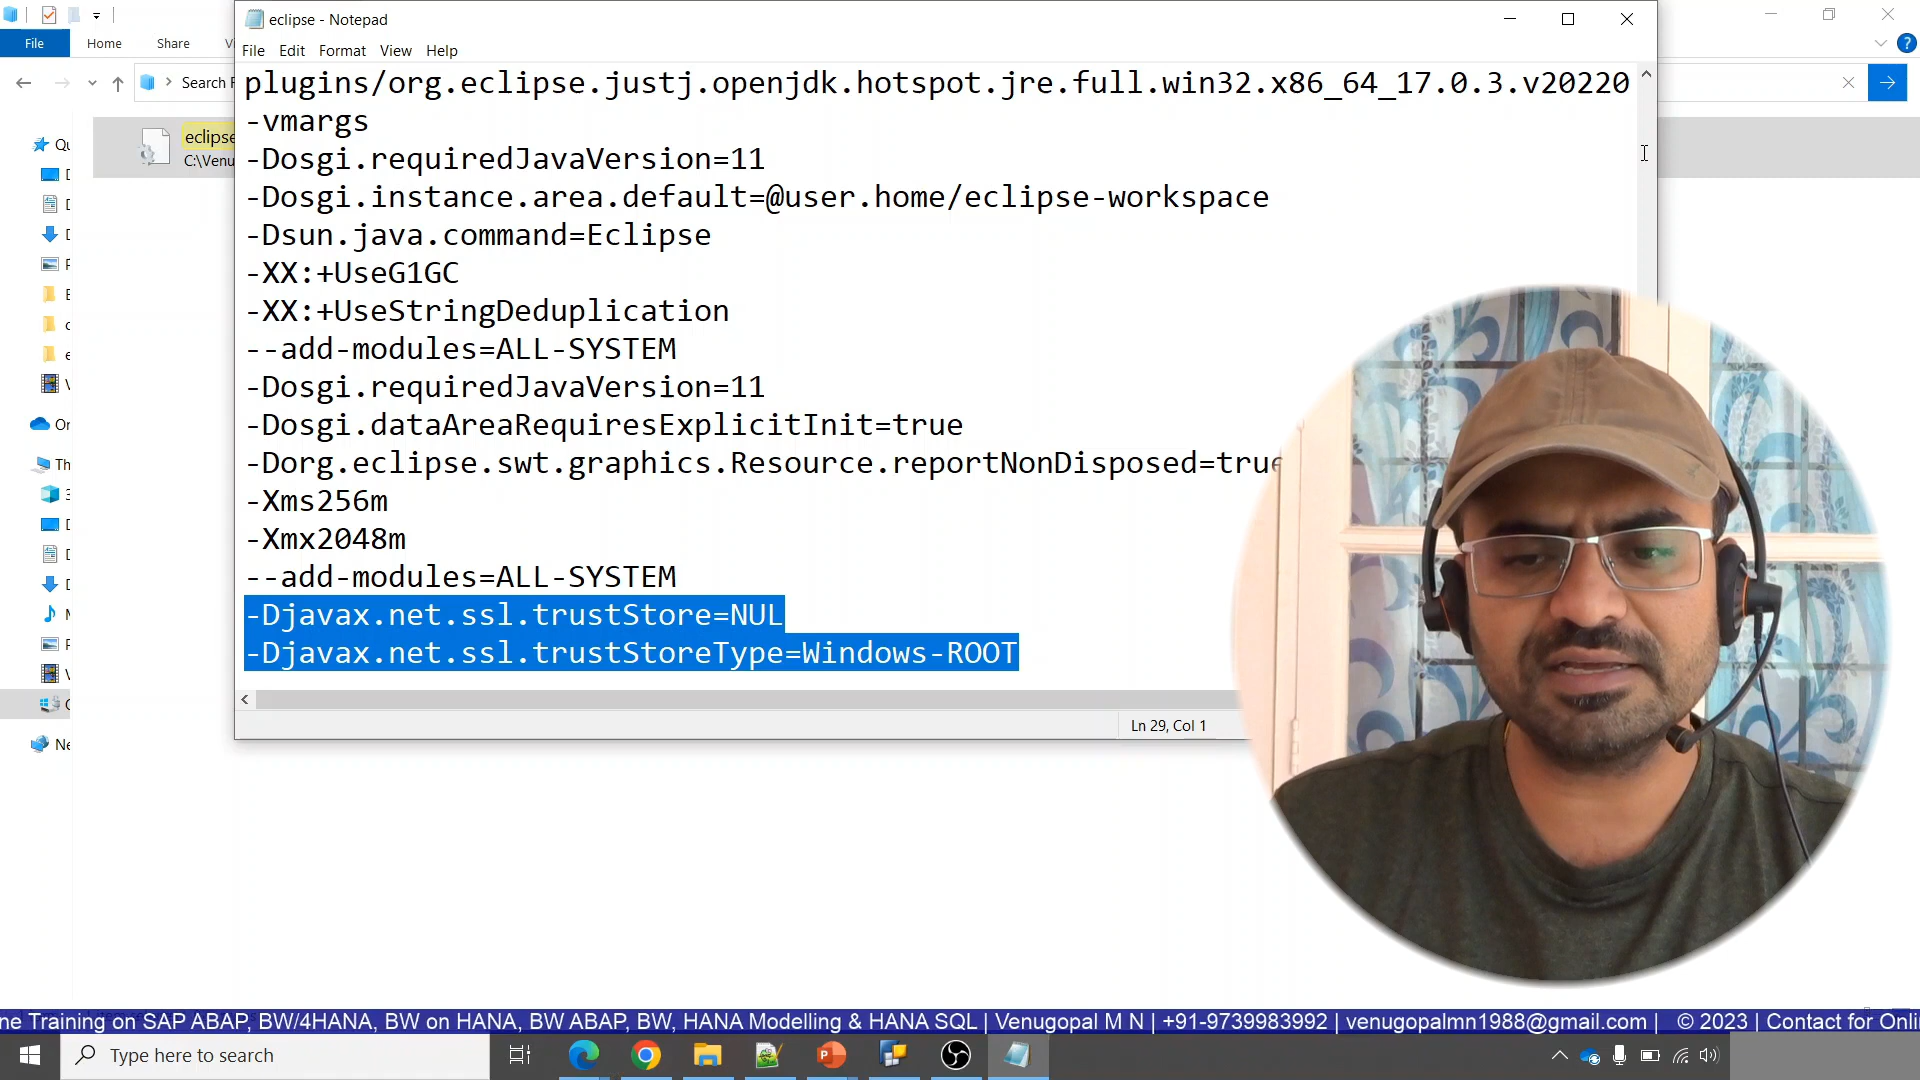 eclipse - Notepad
File
Home
Share
File
Edit
Format
View
Help
Search
plugins/org.eclipse.justj.openjdk.hotspot.jre.full.win32.x86_64_17.0.3.v20220
-vmargs
-Dosgi.requiredJavaVersion=11
-Dosgi.instance.area.default=@user.home/eclipse-workspace
-Dsun.java.command=Eclipse
-XX:+UseG1GC
-XX:+UseStringDeduplication
--add-modules=ALL-SYSTEM
-Dosgi.requiredJavaVersion=11
-Dosgi.dataAreaRequiresExplicitInit=true
-Dorg.eclipse.swt.graphics.Resource.reportNonDisposed=true
-Xms256m
-Xmx2048m
--add-modules=ALL-SYSTEM
-Djavax.net.ssl.trustStore=NUL
-Djavax.net.ssl.trustStoreType=Windows-ROOT
eclipse
C:\Venu
Ln 29, Col 1
ne Training on SAP ABAP, BW/4HANA, BW on HANA, BW ABAP, BW, HANA Modelling & HANA SQL | Venugopal M N | +91-9739983992 | venugopalmn1988@gmail.com | © 2023 | Contact for Onli
Type here to search